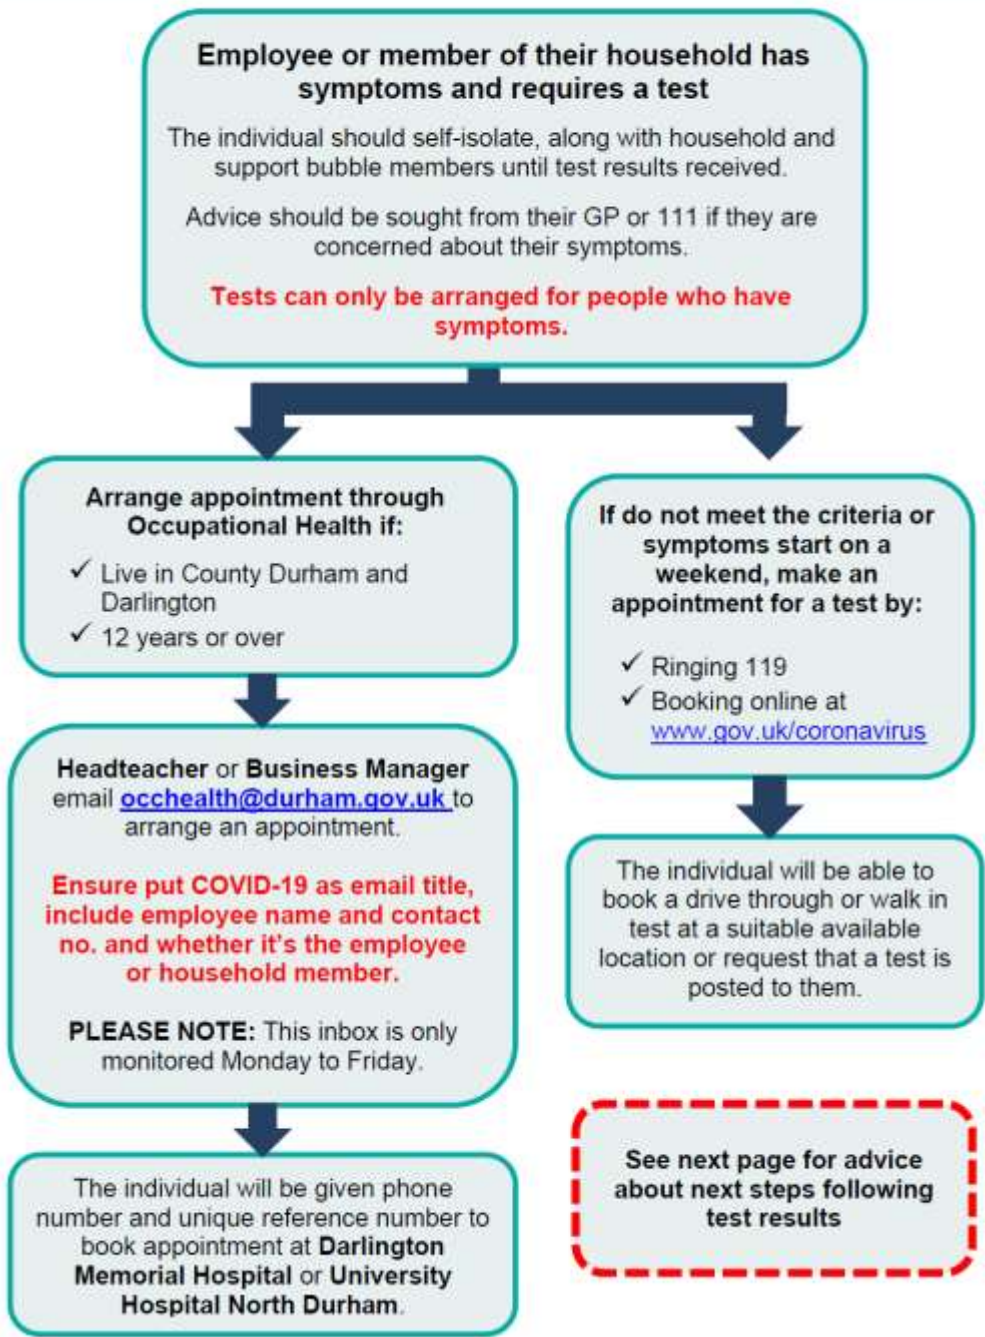 Employee or member of their household has
symptoms and requires a test
The individual should self-isolate, along with household and
support bubble members until test results received.
Advice should be sought from their GP or 111 if they are
concerned about their symptoms.
Tests can only be arranged for people who have
symptoms.
Arrange appointment through
Occupational Health if:
✓ Live in County Durham and
Darlington
✓ 12 years or over
Headteacher or Business Manager
email occhealth@durham.gov.uk to
arrange an appointment.
Ensure put COVID-19 as email title,
include employee name and contact
no. and whether it's the employee
or household member.
PLEASE NOTE: This inbox is only
monitored Monday to Friday.
The individual will be given phone
number and unique reference number to
book appointment at Darlington
Memorial Hospital or University
Hospital North Durham.
If do not meet the criteria or
symptoms start on a
weekend, make an
appointment for a test by:
✓ Ringing 119
✓ Booking online at
www.gov.uk/coronavirus
The individual will be able to
book a drive through or walk in
test at a suitable available
location or request that a test is
posted to them.
See next page for advice
about next steps following
test results